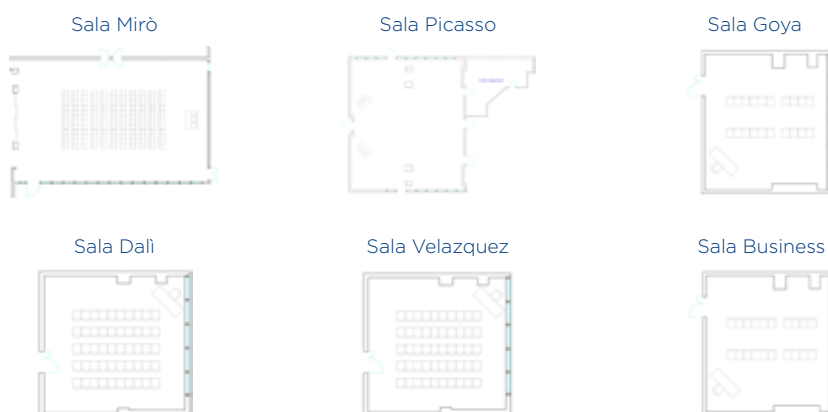 Sala Mirò
Sala Picasso
Sala Goya
Sala Dalì
Sala Velazquez
Sala Business